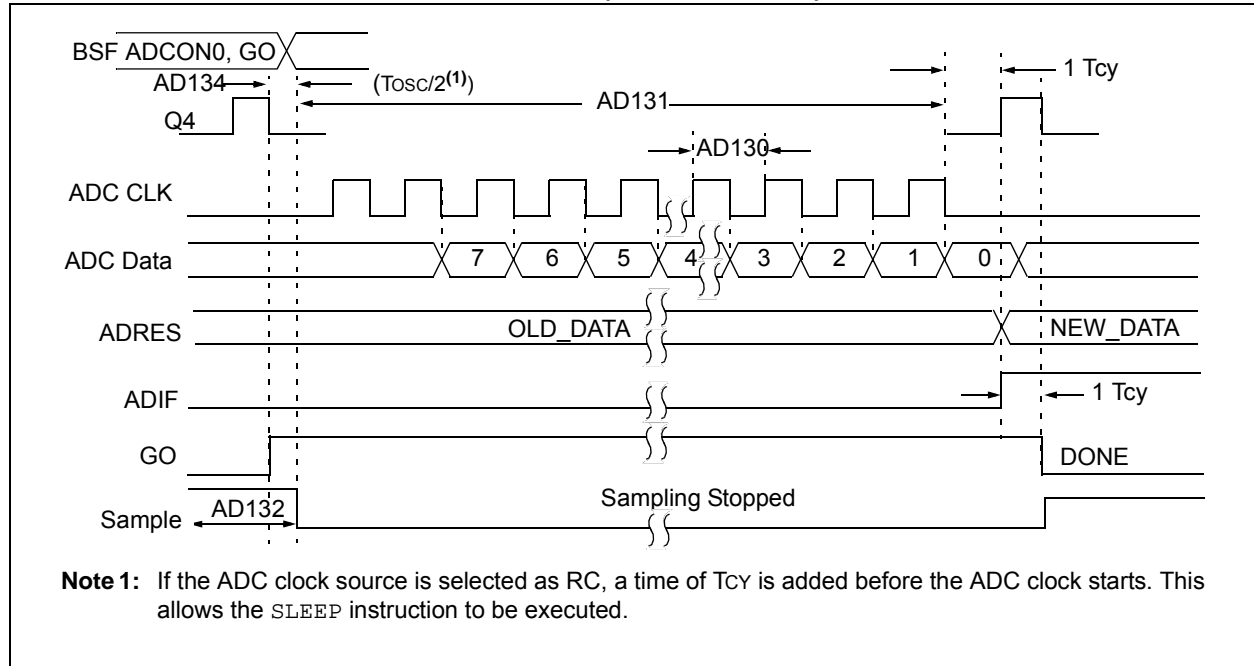 BSF ADCON0, GO
AD134 (TOSC/2(1)) 1 TCY
AD131
Q4
AD130
ADC CLK
ADC Data 7 6 5 4 3 2 1 0
ADRES OLD_DATA NEW_DATA
ADIF 1 TCY
GO DONE
Sample AD132 Sampling Stopped
Note 1: If the ADC clock source is selected as RC, a time of TCY is added before the ADC clock starts. This
allows the SLEEP instruction to be executed.